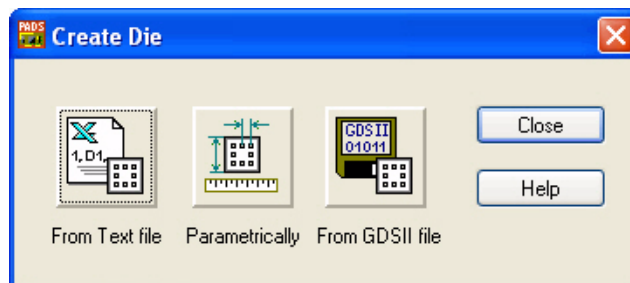 PADS
Create Die
1, D1,
GDSII
01011
Close
Help
From Text file
Parametrically
From GDSII file